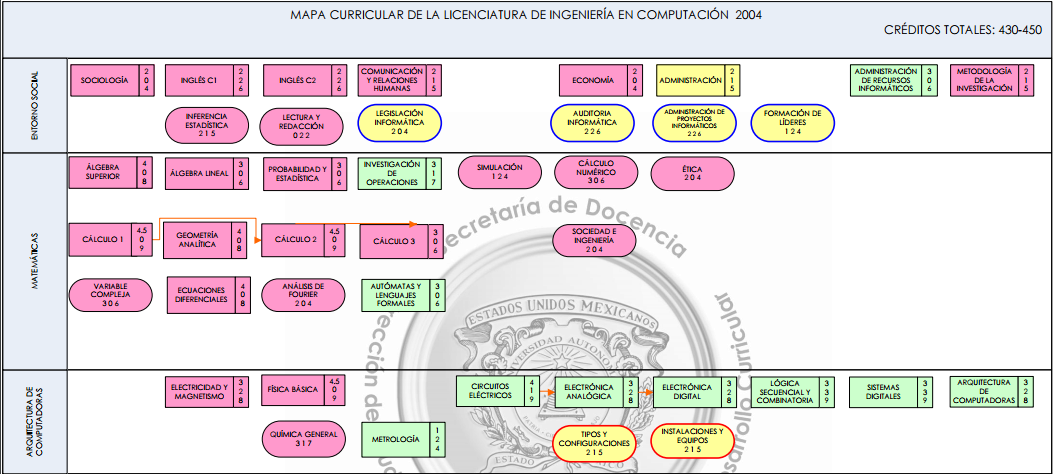 MAPA CURRICULAR DE LA LICENCIATURA DE INGENIERÍA EN COMPUTACIÓN 2004
CRÉDITOS TOTALES: 430-450
ENTORNO SOCIAL
SOCIOLOGÍA 2 0 4
INGLÉS C1 2 2 6
INGLÉS C2 2 2 6
COMUNICACIÓN
Y RELACIONES
HUMANAS 2 1 5
ECONOMÍA 2 0 4
ADMINISTRACIÓN 2 1 5
ADMINISTRACIÓN
DE RECURSOS
INFORMÁTICOS 3 0 6
METODOLOGÍA
DE LA
INVESTIGACIÓN 2 1 5
INFERENCIA
ESTADÍSTICA
2 1 5
LECTURA Y
REDACCIÓN
0 2 2
LEGISLACIÓN
INFORMÁTICA
2 0 4
AUDITORIA
INFORMÁTICA
2 2 6
ADMINISTRACIÓN DE
PROYECTOS
INFORMÁTICOS
2 2 6
FORMACIÓN DE
LÍDERES
1 2 4
MATEMÁTICAS
ÁLGEBRA
SUPERIOR 4 0 8
ÁLGEBRA LINEAL 3 0 6
PROBABILIDAD Y
ESTADÍSTICA 3 0 6
INVESTIGACIÓN
DE
OPERACIONES 3 1 7
SIMULACIÓN
1 2 4
CÁLCULO
NUMÉRICO
3 0 6
ÉTICA
2 0 4
CÁLCULO 1 4.5 0 9
GEOMETRÍA
ANALÍTICA 4 0 8
CÁLCULO 2 4.5 0 9
CÁLCULO 3 3 0 6
SOCIEDAD E
INGENIERÍA
2 0 4
VARIABLE
COMPLEJA
3 0 6
ECUACIONES
DIFERENCIALES 4 0 8
ANÁLISIS DE
FOURIER
2 0 4
AUTÓMATAS Y
LENGUAJES
FORMALES 3 0 6
ecretaría de Docencia
ESTADOS UNIDOS MEXICANOS
ARQUITECTURA DE
COMPUTADORAS
ELECTRICIDAD Y
MAGNETISMO 3 2 8
FÍSICA BÁSICA 4.5 0 9
CIRCUITOS
ELÉCTRICOS 4 1 9
ELECTRÓNICA
ANALÓGICA 3 2 8
ELECTRÓNICA
DIGITAL 3 2 8
LÓGICA
SECUENCIAL Y
COMBINATORIA 3 3 9
SISTEMAS
DIGITALES 3 3 9
ARQUITECTURA
DE
COMPUTADORAS 3 2 8
QUÍMICA GENERAL
3 1 7
METROLOGÍA 1 2 4
TIPOS Y
CONFIGURACIONES
2 1 5
INSTALACIONES Y
EQUIPOS
2 1 5